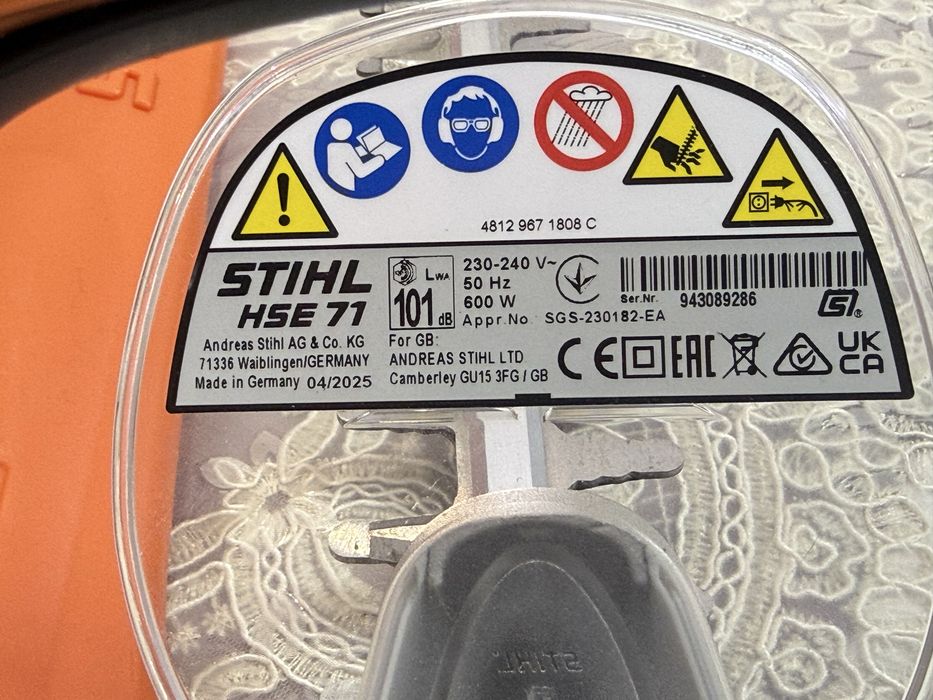 4812 967 1808 C
STIHL
HSE 71
Andreas Stihl AG & Co. KG
71336 Waiblingen/GERMANY
Made in Germany 04/2025
LWA
101 dB
230-240 V~
50 Hz
600 W
Appr.No. SGS-230182-EA
For GB:
ANDREAS STIHL LTD
Camberley GU15 3FG / GB
Ser.Nr. 943089286
CE
EAC
UK
CA
STIHL